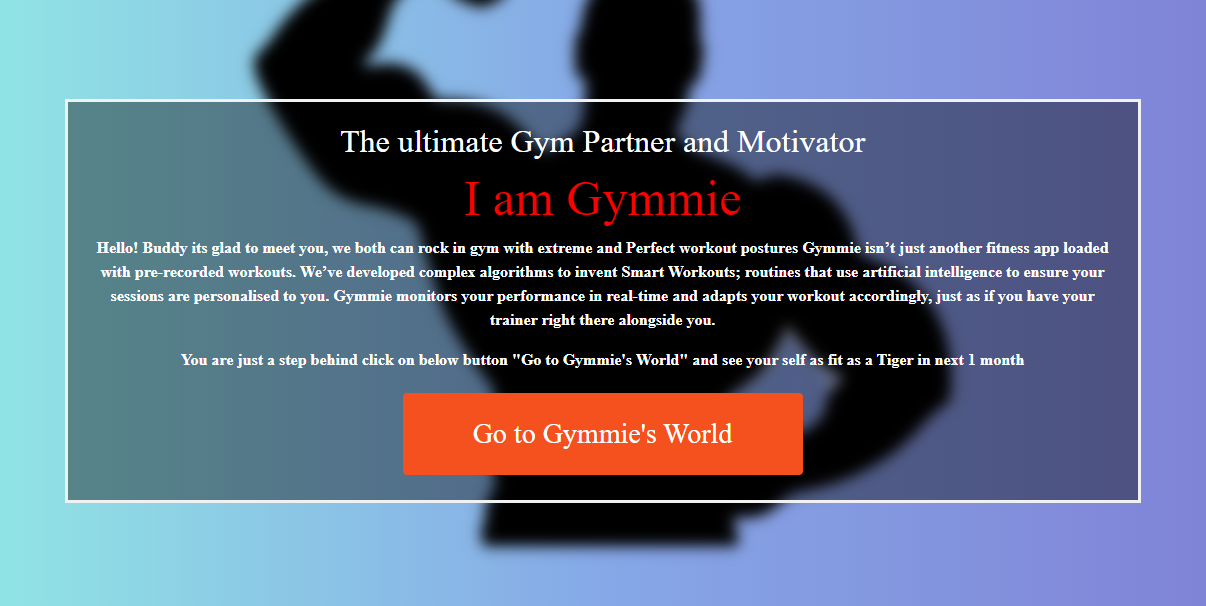 The ultimate Gym Partner and Motivator
I am Gymmie
Hello! Buddy its glad to meet you, we both can rock in gym with extreme and Perfect workout postures Gymmie isn’t just another fitness app loaded
with pre-recorded workouts. We’ve developed complex algorithms to invent Smart Workouts; routines that use artificial intelligence to ensure your
sessions are personalised to you. Gymmie monitors your performance in real-time and adapts your workout accordingly, just as if you have your
trainer right there alongside you.
You are just a step behind click on below button "Go to Gymmie's World" and see your self as fit as a Tiger in next 1 month
Go to Gymmie's World